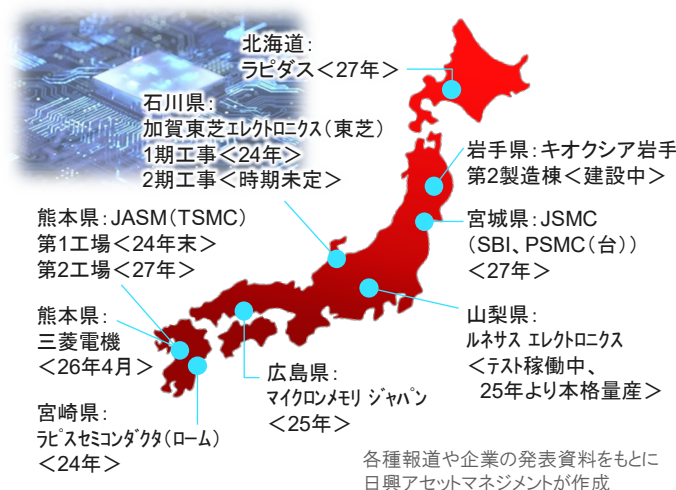 北海道：
ラピダス＜27年＞
石川県：
加賀東芝ｴﾚｸﾄﾛﾆｸｽ（東芝）
1期工事＜24年＞
2期工事＜時期未定＞
岩手県：キオクシア岩手
第2製造棟＜建設中＞
熊本県：JASM（TSMC）
第1工場＜24年末＞
第2工場＜27年＞
宮城県：JSMC
（SBI、PSMC（台））
＜27年＞
熊本県：
三菱電機
＜26年4月＞
山梨県：
ﾙﾈｻｽ ｴﾚｸﾄﾛﾆｸｽ
＜ﾃｽﾄ稼働中、
25年より本格量産＞
広島県：
ﾏｲｸﾛﾝﾒﾓﾘ ｼﾞｬﾊﾟﾝ
＜25年＞
宮崎県：
ﾗﾋﾟｽｾﾐｺﾝﾀﾞｸﾀ（ローム）
＜24年＞
各種報道や企業の発表資料をもとに
日興アセットマネジメントが作成